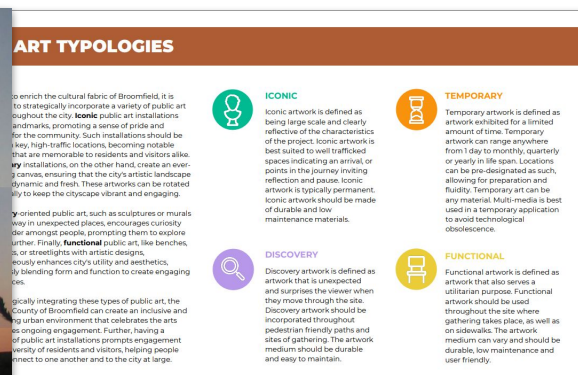 ART TYPOLOGIES
to enrich the cultural fabric of Broomfield, it is
to strategically incorporate a variety of public art
oughout the city. Iconic public art installations
andmarks, promoting a sense of pride and
for the community. Such installations should be
key, high-traffic locations, becoming notable
that are memorable to residents and visitors alike.
ry installations, on the other hand, create an ever-
g canvas, ensuring that the city's artistic landscape
dynamic and fresh. These artworks can be rotated
ally to keep the cityscape vibrant and engaging.
y-oriented public art, such as sculptures or murals
way in unexpected places, encourages curiosity
der amongst people, prompting them to explore
urther. Finally, functional public art, like benches,
s, or streetlights with artistic designs,
eously enhances city's utility and aesthetics,
sly blending form and function to create engaging
ces.
gically integrating these types of public art, the
County of Broomfield can create an inclusive and
ng urban environment that celebrates the arts
es ongoing engagement. Further, having a
of public art installations prompts engagement
versity of residents and visitors, helping people
nnect to one another and to the city at large.
ICONIC
Iconic artwork is defined as
being large scale and clearly
reflective of the characteristics
of the project. Iconic artwork is
best suited to well trafficked
spaces indicating an arrival, or
points in the journey inviting
reflection and pause. Iconic
artwork is typically permanent.
Iconic artwork should be made
of durable and low
maintenance materials.
TEMPORARY
Temporary artwork is defined as
artwork exhibited for a limited
amount of time. Temporary
artwork can range anywhere
from 1 day to monthly, quarterly
or yearly in life span. Locations
can be pre-designated as such,
allowing for preparation and
fluidity. Temporary art can be
any material. Multi-media is best
used in a temporary application
to avoid technological
obsolescence.
DISCOVERY
Discovery artwork is defined as
artwork that is unexpected
and surprises the viewer when
they move through the site.
Discovery artwork should be
incorporated throughout
pedestrian friendly paths and
sites of gathering. The artwork
medium should be durable
and easy to maintain.
FUNCTIONAL
Functional artwork is defined as
artwork that also serves a
utilitarian purpose. Functional
artwork should be used
throughout the site where
gathering takes place, as well as
on sidewalks. The artwork
medium can vary and should be
durable, low maintenance and
user friendly.